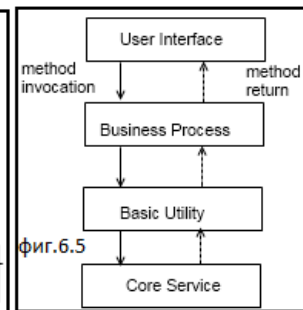 User Interface
method
invocation
method
return
Business Process
Basic Utility
фиг.6.5
Core Service